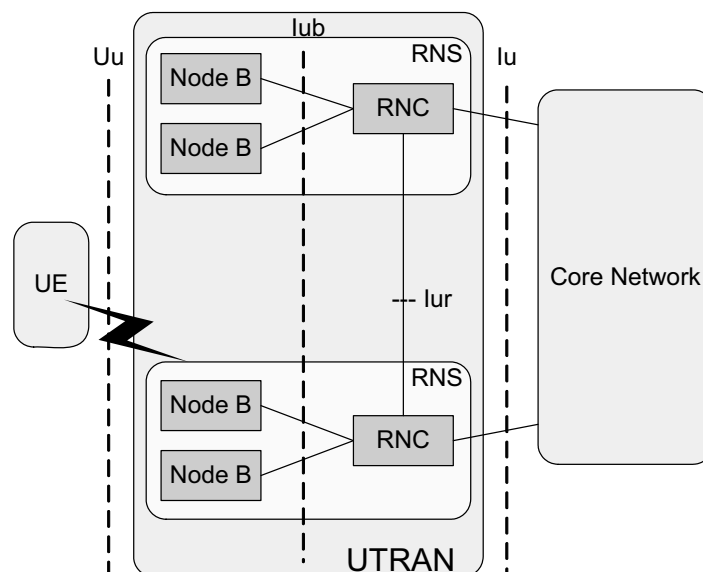 Iub
Uu
RNS
Iu
Node B
RNC
Node B
UE
Core Network
Iur
RNS
Node B
RNC
Node B
UTRAN